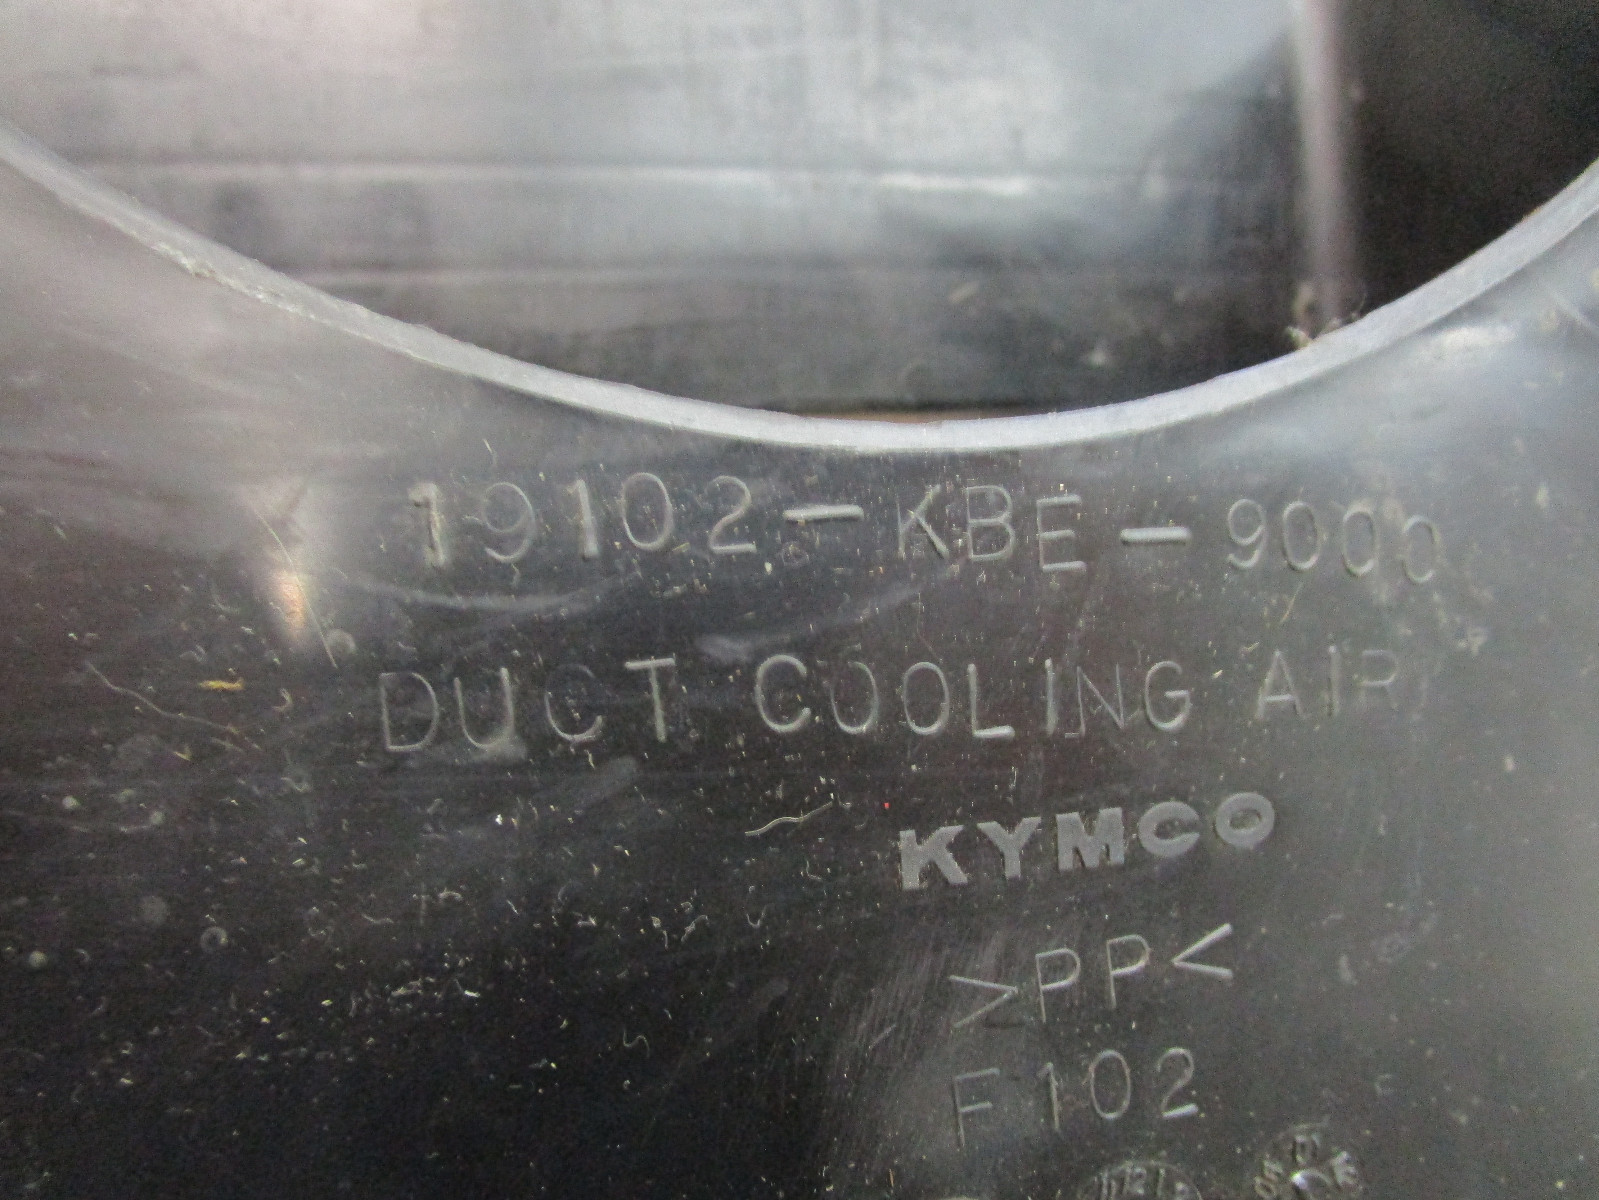 19102-KBE-9000
DUCT COOLING AIR
KYMCO
>PP<
F102